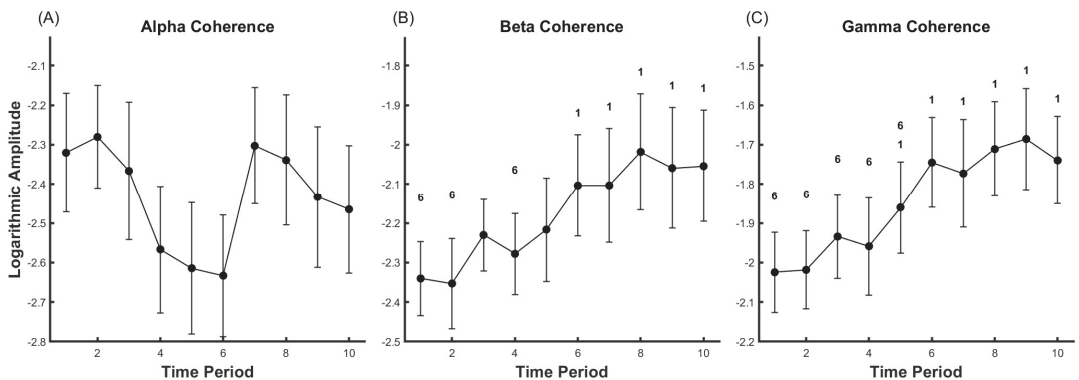 (A)
Alpha Coherence
Logarithmic Amplitude
-2.1
-2.2
-2.3
-2.4
-2.5
-2.6
-2.7
-2.8
2 4 6 8 10
Time Period
(B)
Beta Coherence
-1.8
-1.9
-2
-2.1
-2.2
-2.3
-2.4
-2.5
6 6 6 1 1 1 1 1
2 4 6 8 10
Time Period
(C)
Gamma Coherence
-1.5
-1.6
-1.7
-1.8
-1.9
-2
-2.1
-2.2
6 6 6 6 6 1 1 1 1 1 1
2 4 6 8 10
Time Period